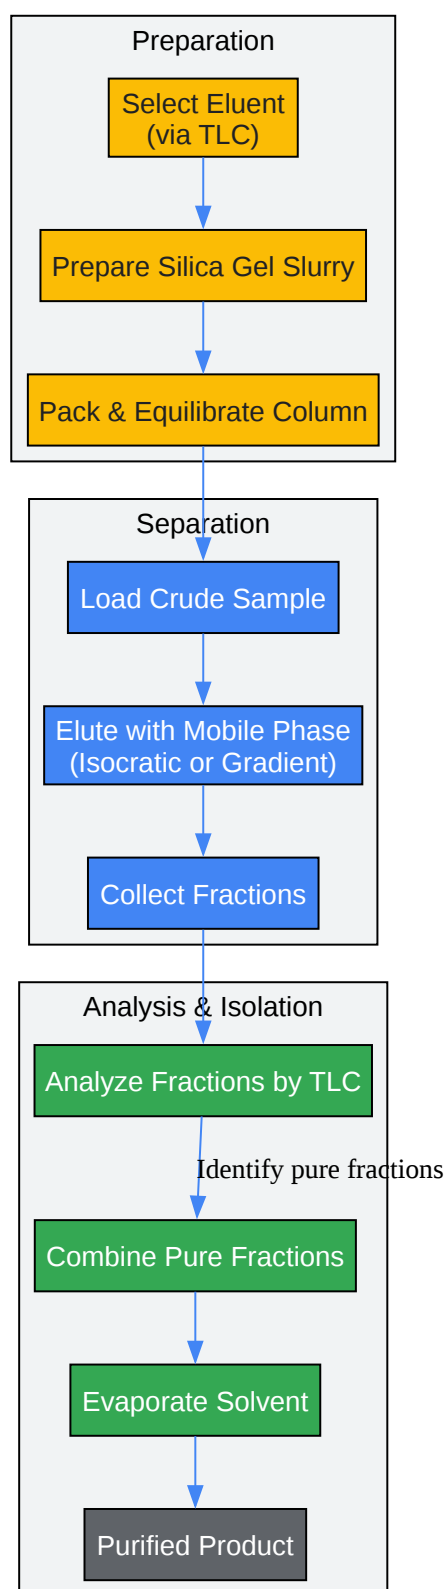 Preparation
Select Eluent
(via TLC)
Prepare Silica Gel Slurry
Pack & Equilibrate Column
Separation
Load Crude Sample
Elute with Mobile Phase
(Isocratic or Gradient)
Collect Fractions
Analysis & Isolation
Analyze Fractions by TLC
Identify pure fractions
Combine Pure Fractions
Evaporate Solvent
Purified Product